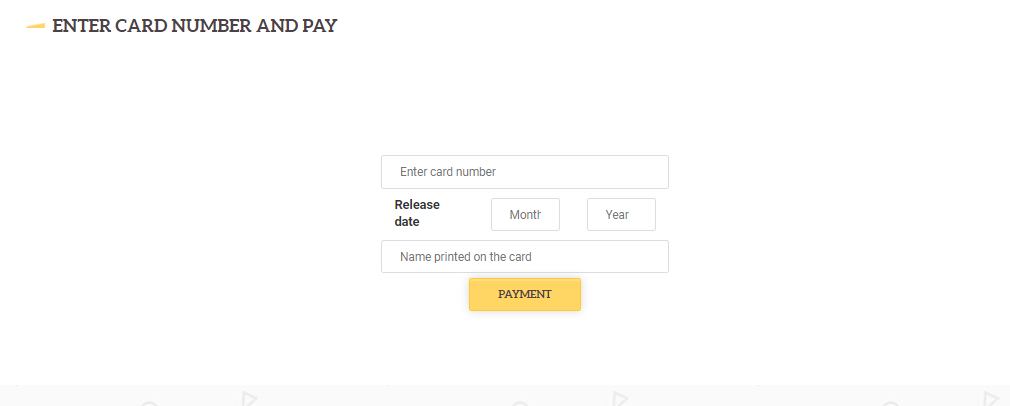 ENTER CARD NUMBER AND PAY
Enter card number
Release
date
Month
Year
Name printed on the card
PAYMENT